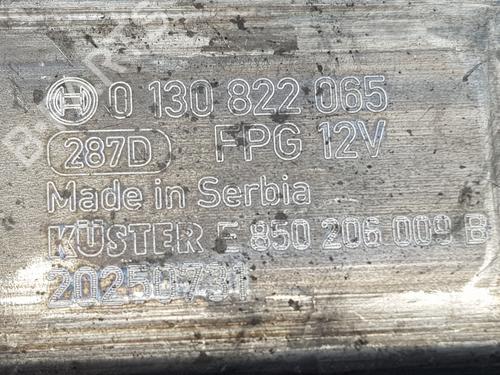 0 130 822 065
287D FPG 12V
Made in Serbia
KÜSTER E 850 206 009 B
20250731